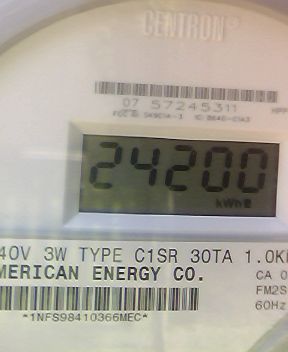 CENTRON®
07 57245311
24200
kWh
40V 3W TYPE C1SR 30TA 1.0K
MERICAN ENERGY CO.
CA 0
FM2S
60Hz
*1NFS98410366MEC*